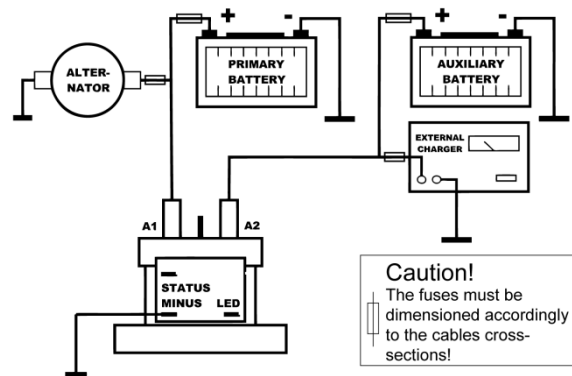 + -
+ -
ALTER-
NATOR
PRIMARY
BATTERY
AUXILIARY
BATTERY
EXTERNAL
CHARGER
A1
A2
STATUS
MINUS LED
Caution!
The fuses must be
dimensioned accordingly
to the cables cross-
sections!